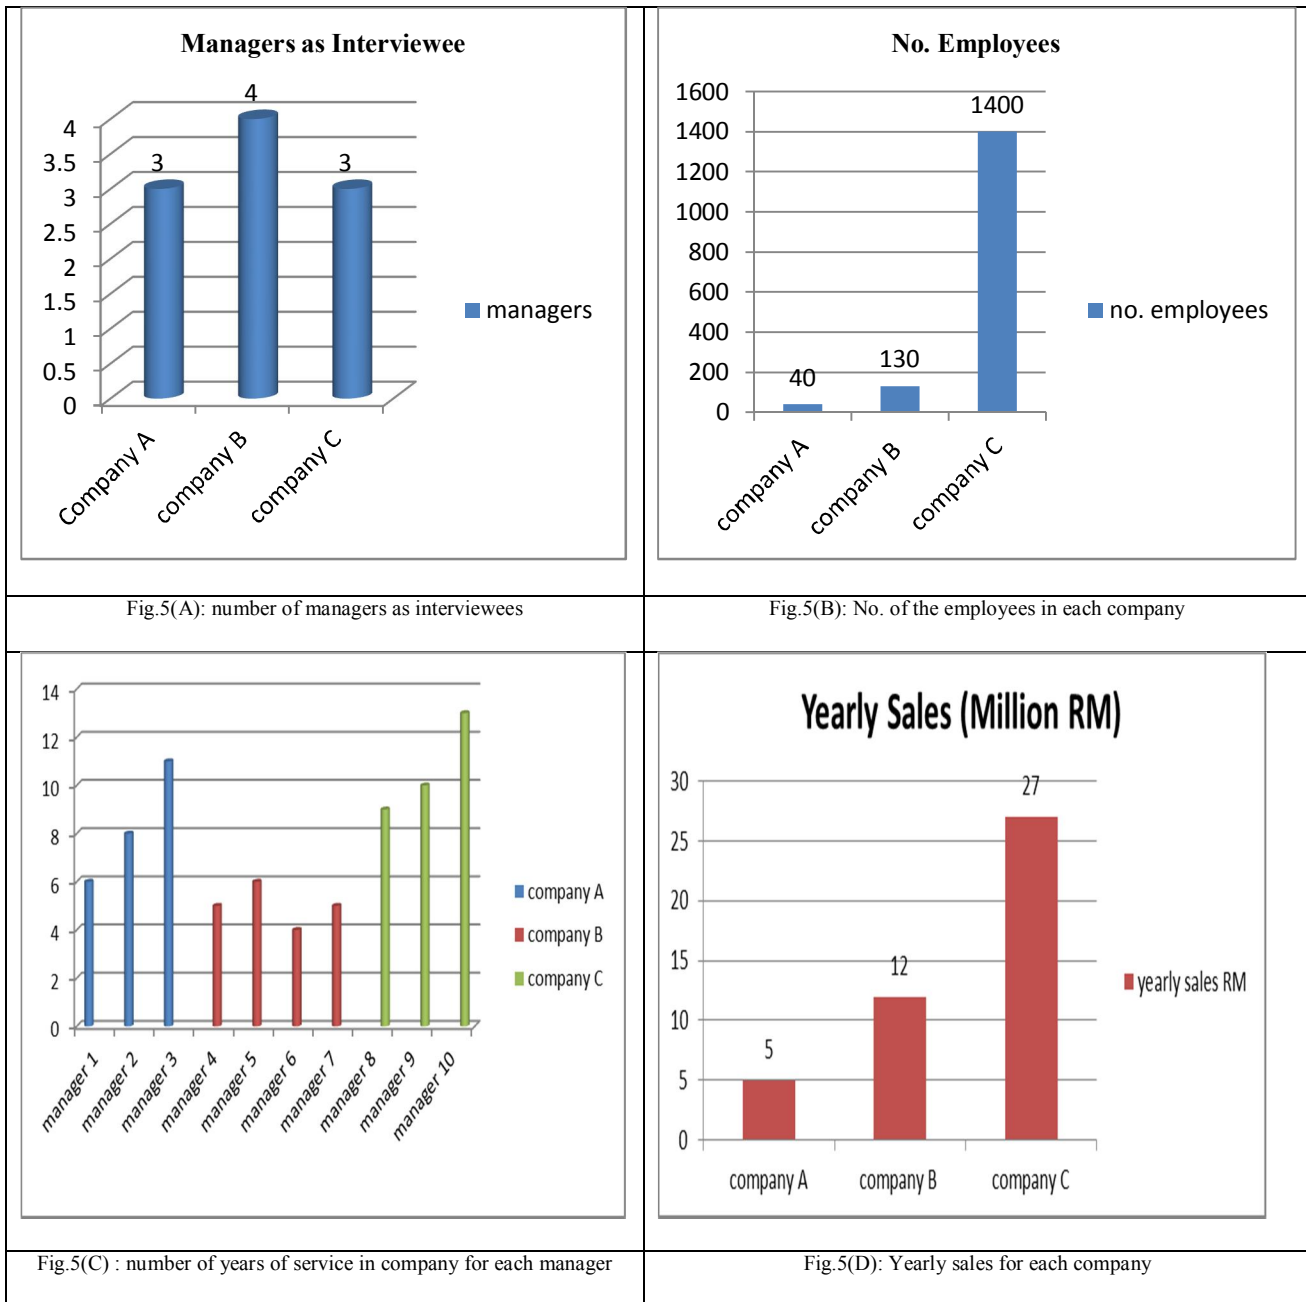 Managers as Interviewee
4
3
3
4
3.5
3
2.5
2
1.5
1
0.5
0
Company A
company B
company C
managers
No. Employees
1600
1400
1200
1000
800
600
400
200
0
1400
130
40
company A
company B
company C
no. employees
Fig.5(A): number of managers as interviewees
Fig.5(B): No. of the employees in each company
14
12
10
8
6
4
2
0
manager 1
manager 2
manager 3
manager 4
manager 5
manager 6
manager 7
manager 8
manager 9
manager 10
company A
company B
company C
Yearly Sales (Million RM)
30
25
20
15
10
5
0
27
12
5
company A
company B
company C
yearly sales RM
Fig.5(C) : number of years of service in company for each manager
Fig.5(D): Yearly sales for each company